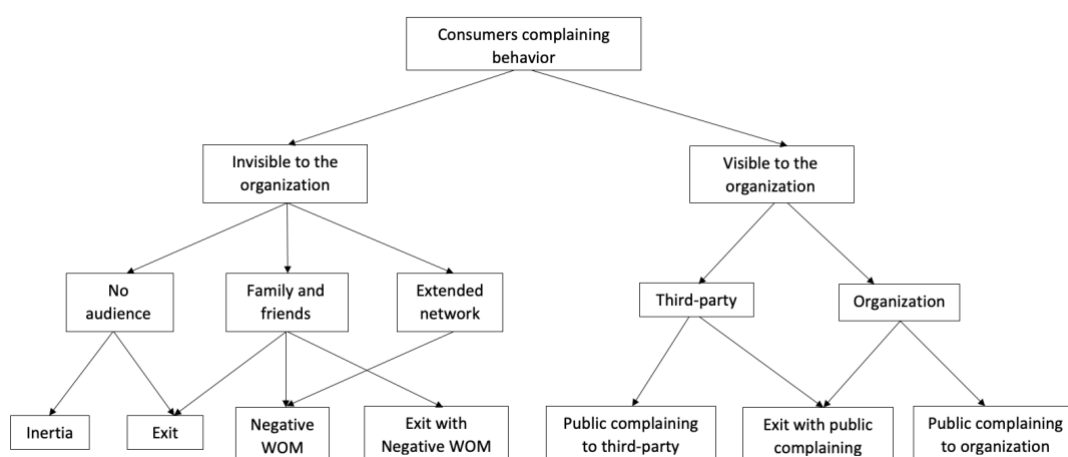 Consumers complaining
behavior
Invisible to the
organization
Visible to the
organization
No
audience
Family and
friends
Extended
network
Third-party
Organization
Inertia
Exit
Negative
WOM
Exit with
Negative WOM
Public complaining
to third-party
Exit with public
complaining
Public complaining
to organization